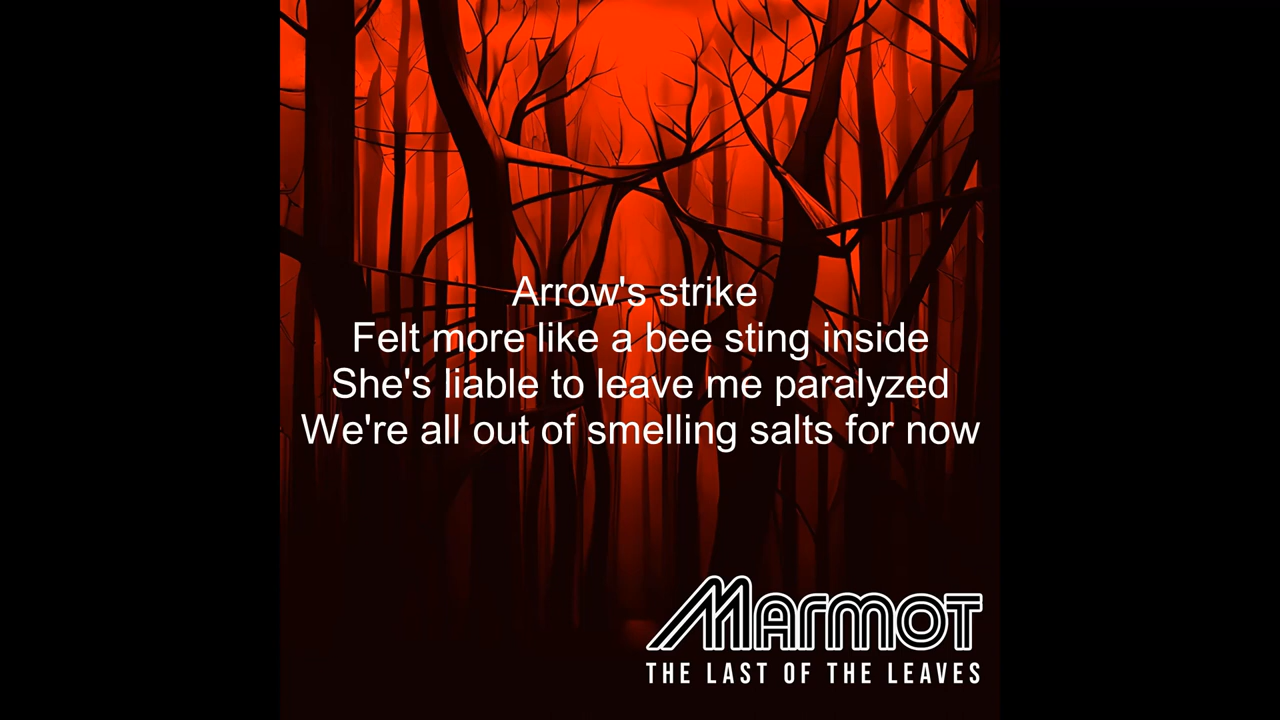 Arrow's strike
Felt more like a bee sting inside
She's liable to leave me paralyzed
We're all out of smelling salts for now
MARMOT
THE LAST OF THE LEAVES